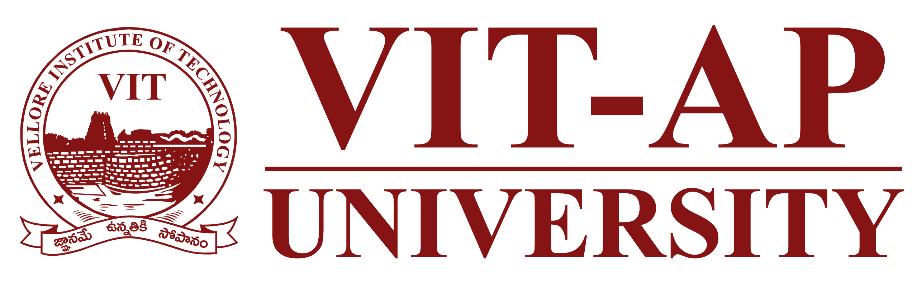 VELLORE INSTITUTE OF TECHNOLOGY
VIT
జ్ఞానమే ఉన్నతికి సోపానం
VIT-AP
UNIVERSITY